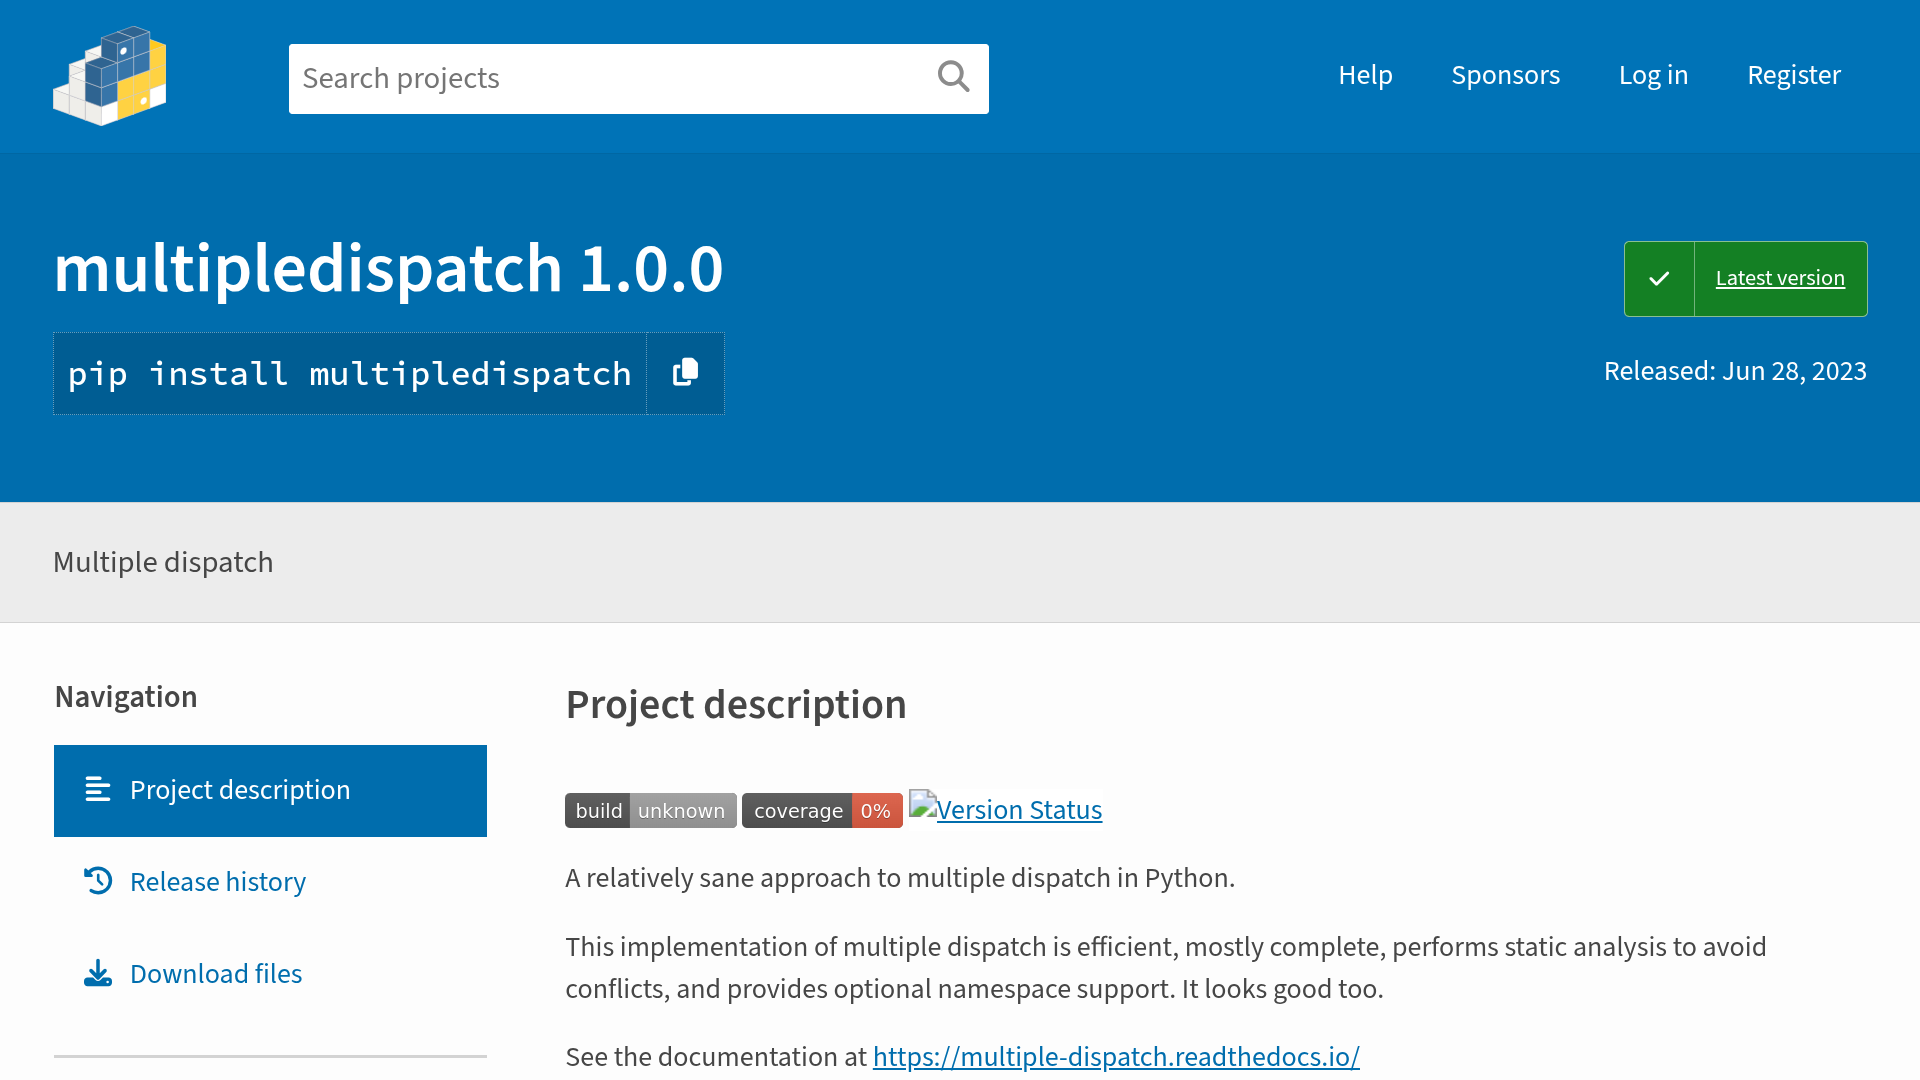 Search projects
Help
Sponsors
Log in
Register
multipledispatch 1.0.0
pip install multipledispatch
Latest version
Released: Jun 28, 2023
Multiple dispatch
Navigation
Project description
Release history
Download files
Project description
build unknown coverage 0% Version Status
A relatively sane approach to multiple dispatch in Python.
This implementation of multiple dispatch is efficient, mostly complete, performs static analysis to avoid
conflicts, and provides optional namespace support. It looks good too.
See the documentation at https://multiple-dispatch.readthedocs.io/